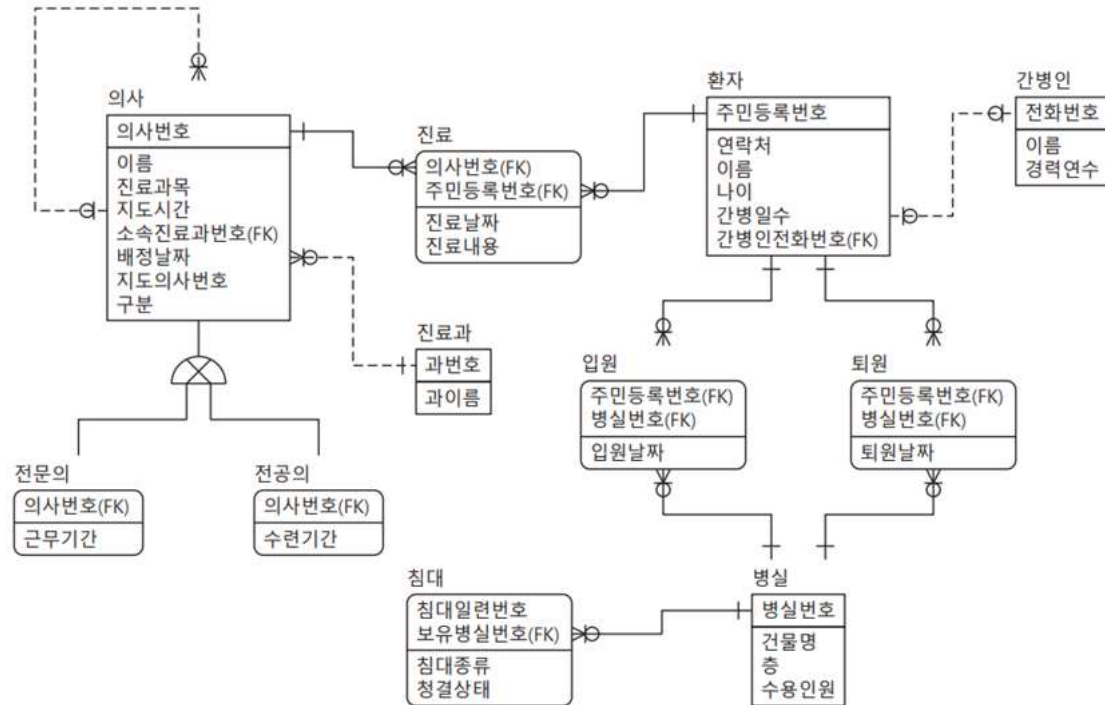 의사
의사번호
이름
진료과목
지도시간
소속진료과번호(FK)
배정날짜
지도의사번호
구분
진료
의사번호(FK)
주민등록번호(FK)
진료날짜
진료내용
환자
주민등록번호
연락처
이름
나이
간병일수
간병인전화번호(FK)
간병인
전화번호
이름
경력연수
진료과
과번호
과이름
입원
주민등록번호(FK)
병실번호(FK)
입원날짜
퇴원
주민등록번호(FK)
병실번호(FK)
퇴원날짜
전문의
의사번호(FK)
근무기간
전공의
의사번호(FK)
수련기간
침대
침대일련번호
보유병실번호(FK)
침대종류
청결상태
병실
병실번호
건물명
층
수용인원